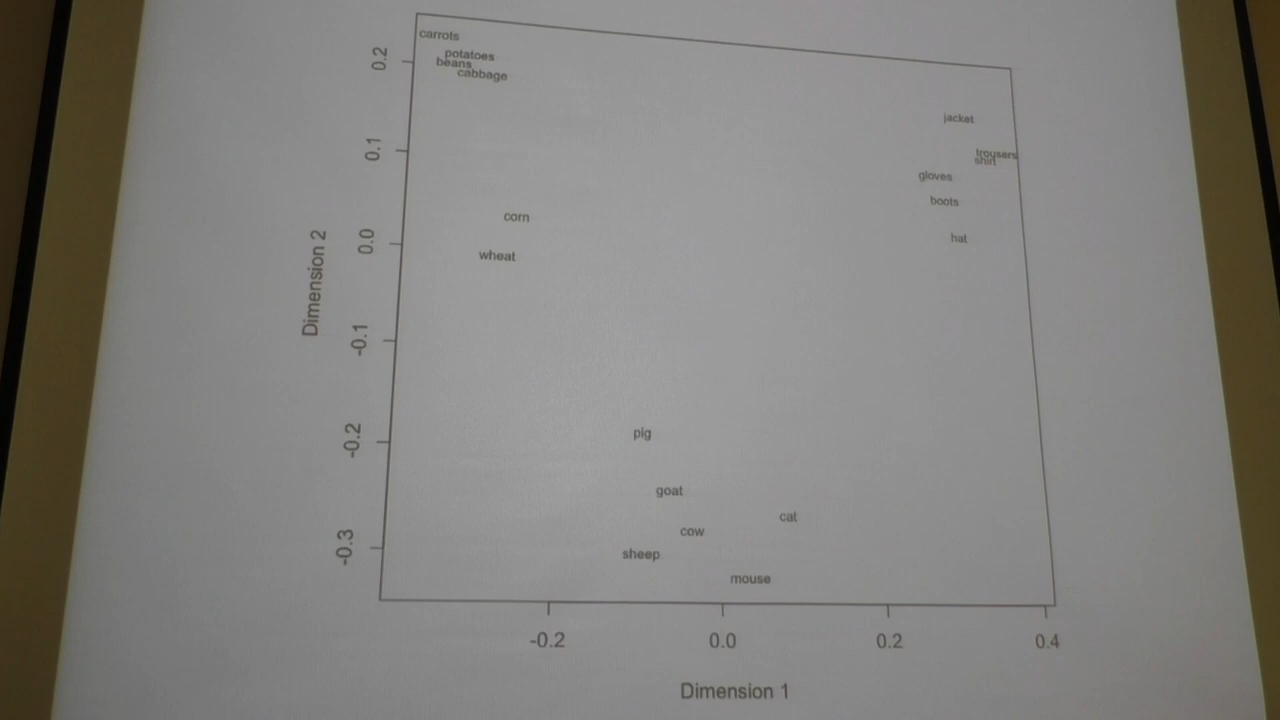 carrots
potatoes
beans
cabbage
jacket
trousers
shirt
gloves
boots
hat
corn
wheat
pig
goat
cat
cow
sheep
mouse
0.2
0.1
0.0
-0.1
-0.2
-0.3
Dimension 2
-0.2 0.0 0.2 0.4
Dimension 1